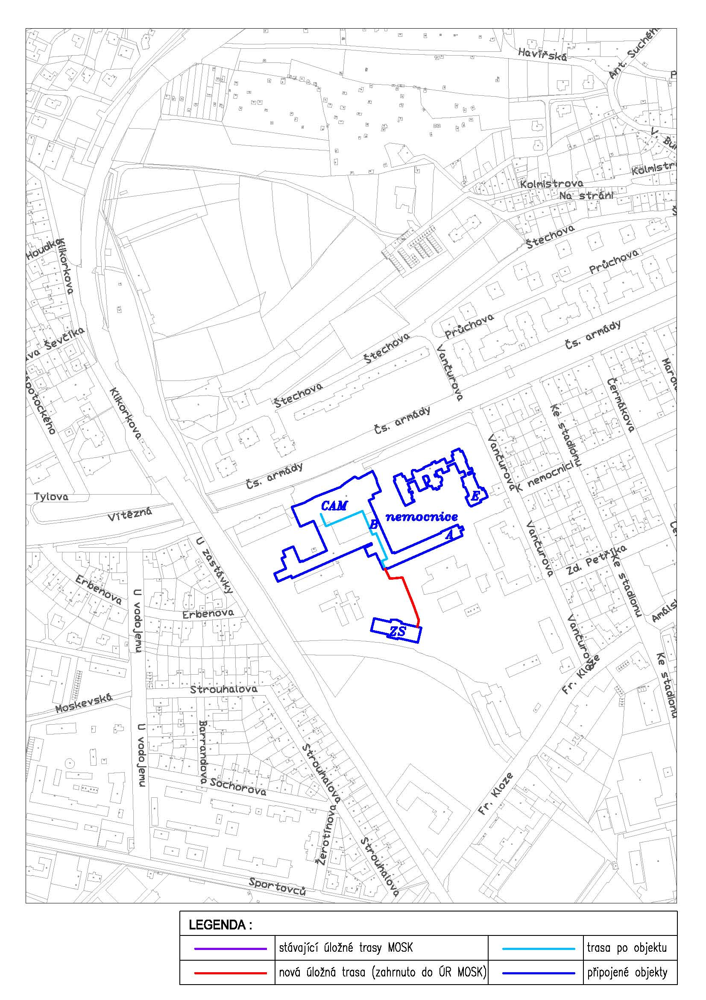 Havířská
Ant. Suchého
P
V. Bur
Kolmistr
Kolmistrova
Na strání
Š
Štechova
Houdka
Klikorkova
Průchova
Průchova
Čs. armády
Ševčíka
Štechova
Vančurova
Čermákova
Štechova
Klikorkova
Čs. armády
Ke stadionu
Vančurova
K nemocnici
Čs. armády
Tylova
Vítězná
CAM
E
nemocnice
B
A
Vančurova
U zastávky
Zd. Petříka
Ke stadionu
Erbenova
U vodojemu
Erbenova
ZS
Vančurova
Fr. Kloze
Ke stadionu
Strouhalova
Moskevská
U vodojemu
Barrandova
Strouhalova
Sochorova
Fr. Kloze
Žerotínova
Strouhalova
Sportovců
LEGENDA :
stávající úložné trasy MOSK
trasa po objektu
nová úložná trasa (zahrnuto do ÚR MOSK)
připojené objekty